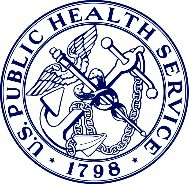 U.S. PUBLIC HEALTH SERVICE
• 1798 •